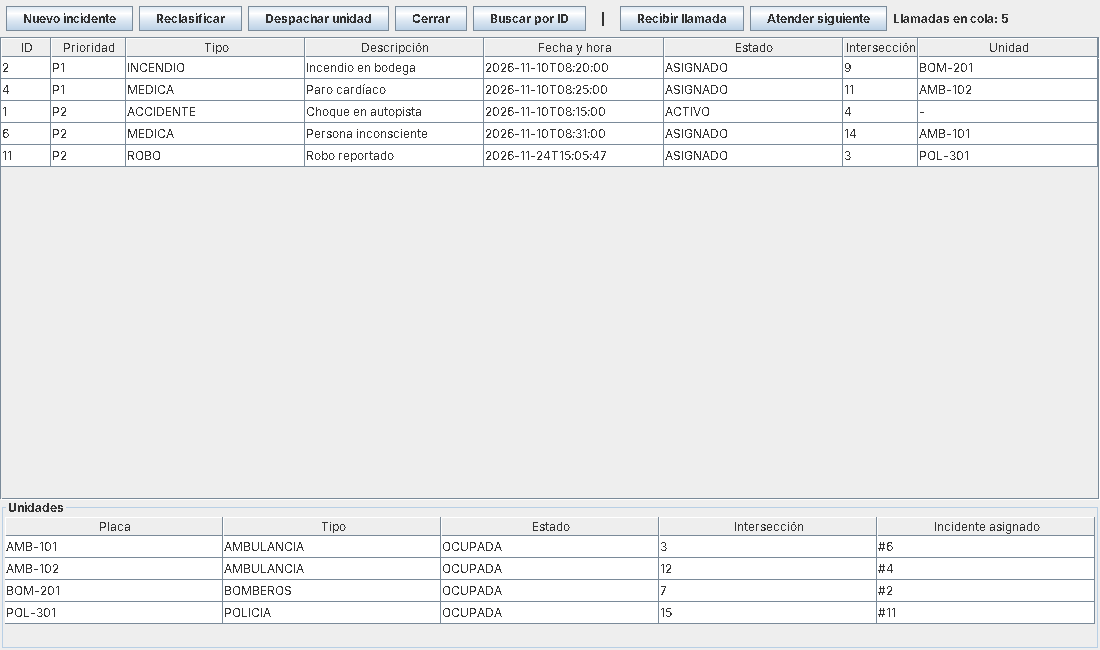 Nuevo incidente Reclasificar Despachar unidad Cerrar Buscar por ID | Recibir llamada Atender siguiente Llamadas en cola: 5
ID Prioridad Tipo Descripción Fecha y hora Estado Intersección Unidad
2 P1 INCENDIO Incendio en bodega 2026-11-10T08:20:00 ASIGNADO 9 BOM-201
4 P1 MEDICA Paro cardíaco 2026-11-10T08:25:00 ASIGNADO 11 AMB-102
1 P2 ACCIDENTE Choque en autopista 2026-11-10T08:15:00 ACTIVO 4 -
6 P2 MEDICA Persona inconsciente 2026-11-10T08:31:00 ASIGNADO 14 AMB-101
11 P2 ROBO Robo reportado 2026-11-24T15:05:47 ASIGNADO 3 POL-301
Unidades
Placa Tipo Estado Intersección Incidente asignado
AMB-101 AMBULANCIA OCUPADA 3 #6
AMB-102 AMBULANCIA OCUPADA 12 #4
BOM-201 BOMBEROS OCUPADA 7 #2
POL-301 POLICIA OCUPADA 15 #11